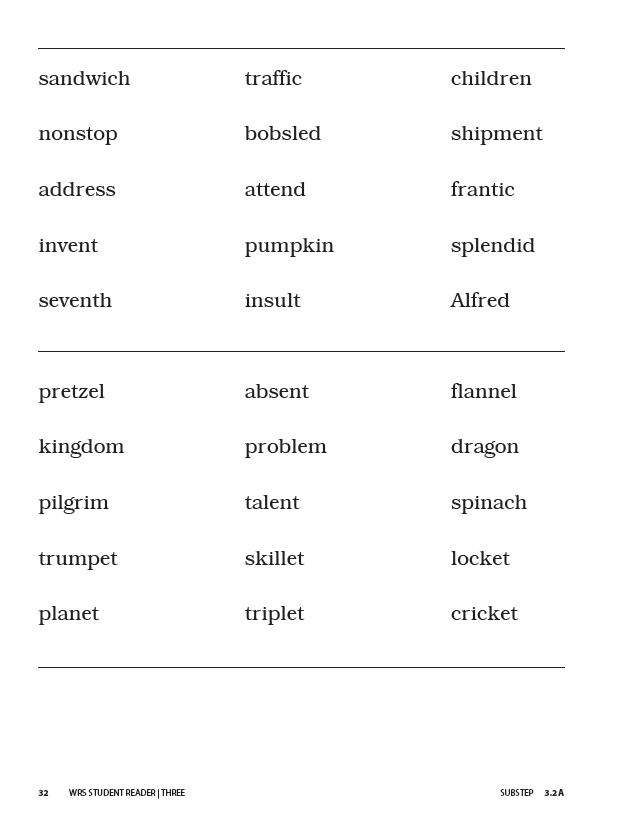 sandwich traffic children
nonstop bobsled shipment
address attend frantic
invent pumpkin splendid
seventh insult Alfred
pretzel absent flannel
kingdom problem dragon
pilgrim talent spinach
trumpet skillet locket
planet triplet cricket
32 WRS STUDENT READER | THREE SUBSTEP 3.2 A